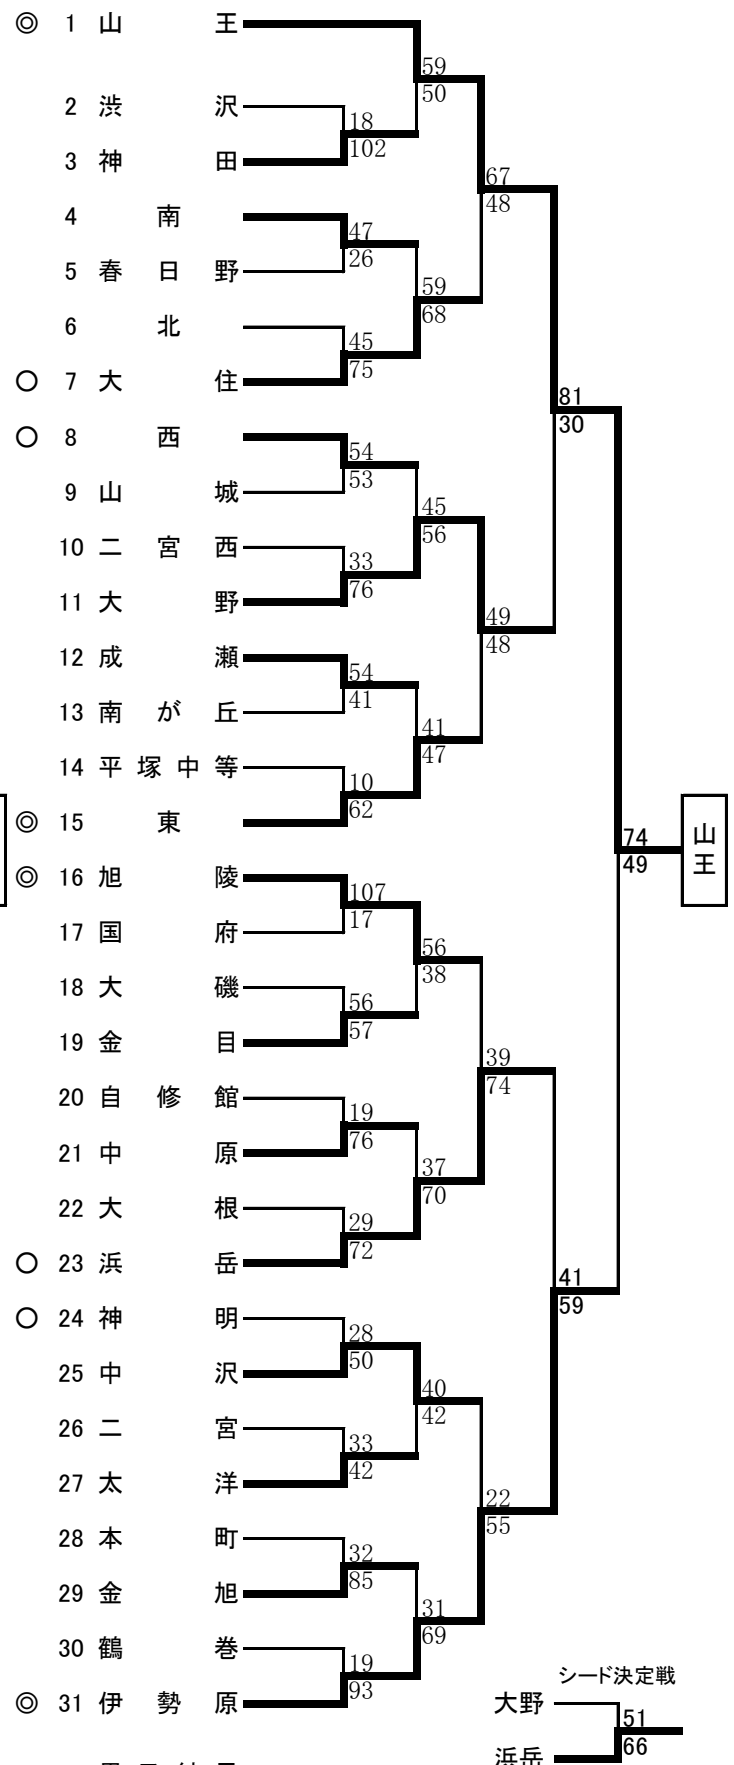 ◎ 1 山王
59
50
2 渋沢
18
102
3 神田
67
48
4 南
47
26
5 春日野
59
68
6 北
45
75
○ 7 大住
81
30
○ 8 西
54
53
9 山城
45
56
10 二宮西
33
76
11 大野
49
48
12 成瀬
54
41
13 南が丘
41
47
14 平塚中等
10
62
◎ 15 東
74
49
山王
◎ 16 旭陵
107
17
17 国府
56
38
18 大磯
56
57
19 金目
39
74
20 自修館
19
76
21 中原
37
70
22 大根
29
72
○ 23 浜岳
41
59
○ 24 神明
28
50
25 中沢
40
42
26 二宮
33
42
27 太洋
22
55
28 本町
32
85
29 金旭
31
69
30 鶴巻
19
93
◎ 31 伊勢原
シード決定戦
大野
51
66
浜岳